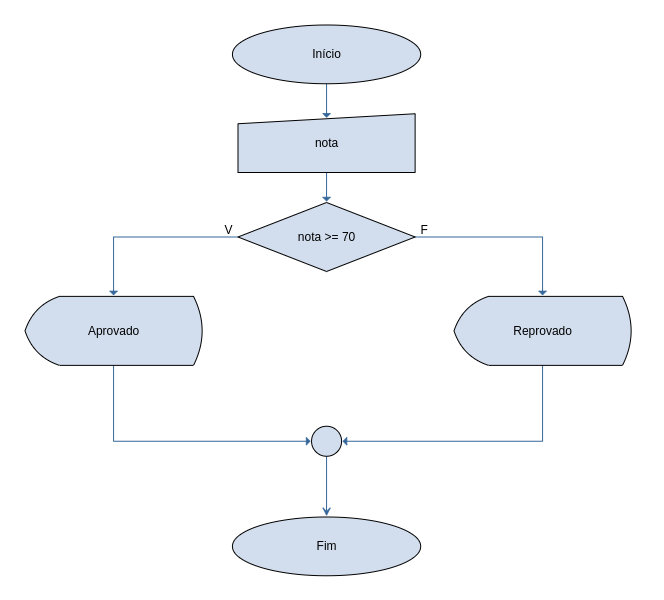 Início
nota
nota >= 70
V
F
Aprovado
Reprovado
Fim